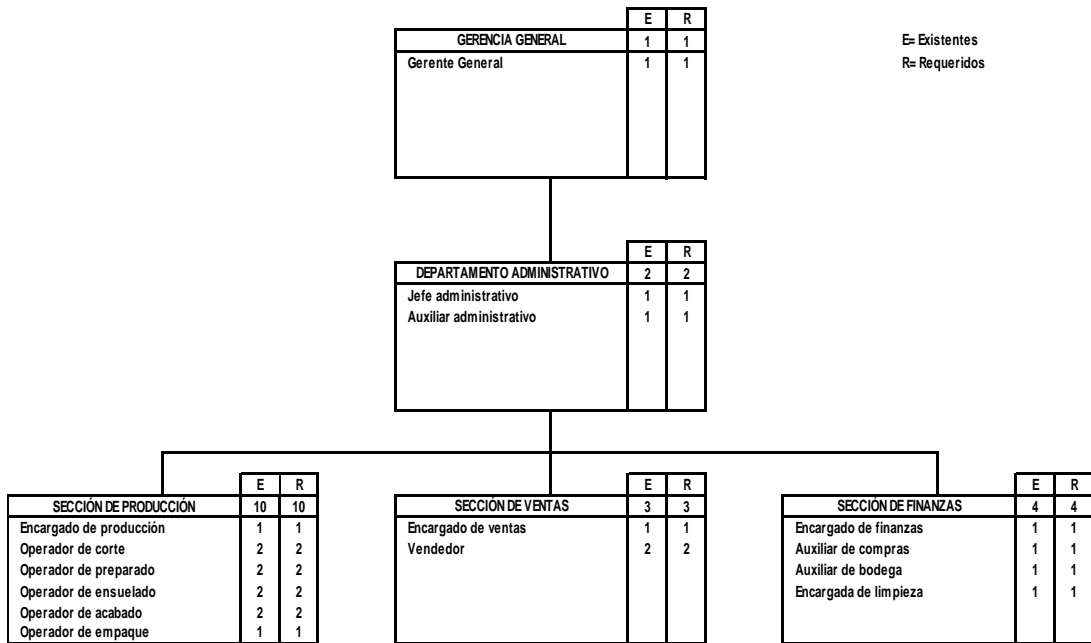 E R
GERENCIA GENERAL 1 1
Gerente General 1 1
E= Existentes
R= Requeridos
E R
DEPARTAMENTO ADMINISTRATIVO 2 2
Jefe administrativo 1 1
Auxiliar administrativo 1 1
E R
SECCIÓN DE PRODUCCIÓN 10 10
Encargado de producción 1 1
Operador de corte 2 2
Operador de preparado 2 2
Operador de ensuelado 2 2
Operador de acabado 2 2
Operador de empaque 1 1
E R
SECCIÓN DE VENTAS 3 3
Encargado de ventas 1 1
Vendedor 2 2
E R
SECCIÓN DE FINANZAS 4 4
Encargado de finanzas 1 1
Auxiliar de compras 1 1
Auxiliar de bodega 1 1
Encargada de limpieza 1 1